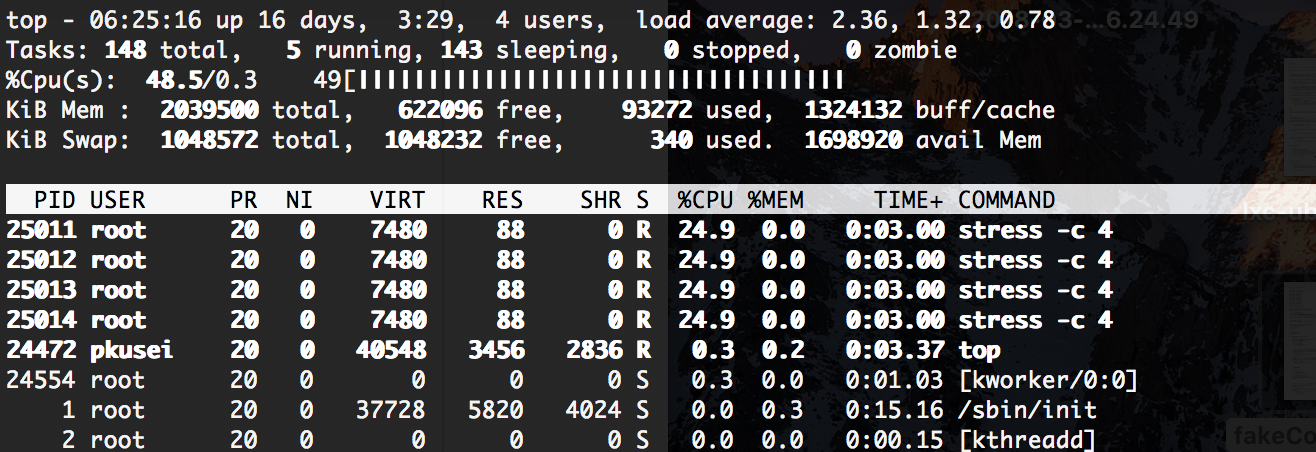 top - 06:25:16 up 16 days,  3:29,  4 users,  load average: 2.36, 1.32, 0.78
Tasks: 148 total,   5 running, 143 sleeping,   0 stopped,   0 zombie
%Cpu(s):  48.5/0.3    49[|||||||||||||||||||||||||||||||||||
KiB Mem :  2039500 total,   622096 free,    93272 used,  1324132 buff/cache
KiB Swap:  1048572 total,  1048232 free,      340 used.  1698920 avail Mem
  PID USER      PR  NI    VIRT    RES    SHR S  %CPU %MEM     TIME+ COMMAND
25011 root      20   0    7480     88      0 R  24.9  0.0   0:03.00 stress -c 4
25012 root      20   0    7480     88      0 R  24.9  0.0   0:03.00 stress -c 4
25013 root      20   0    7480     88      0 R  24.9  0.0   0:03.00 stress -c 4
25014 root      20   0    7480     88      0 R  24.9  0.0   0:03.00 stress -c 4
24472 pkusei    20   0   40548   3456   2836 R   0.3  0.2   0:03.37 top
24554 root      20   0       0      0      0 S   0.3  0.0   0:01.03 [kworker/0:0]
    1 root      20   0   37728   5820   4024 S   0.0  0.3   0:15.16 /sbin/init
    2 root      20   0       0      0      0 S   0.0  0.0   0:00.15 [kthreadd]
fakeCo